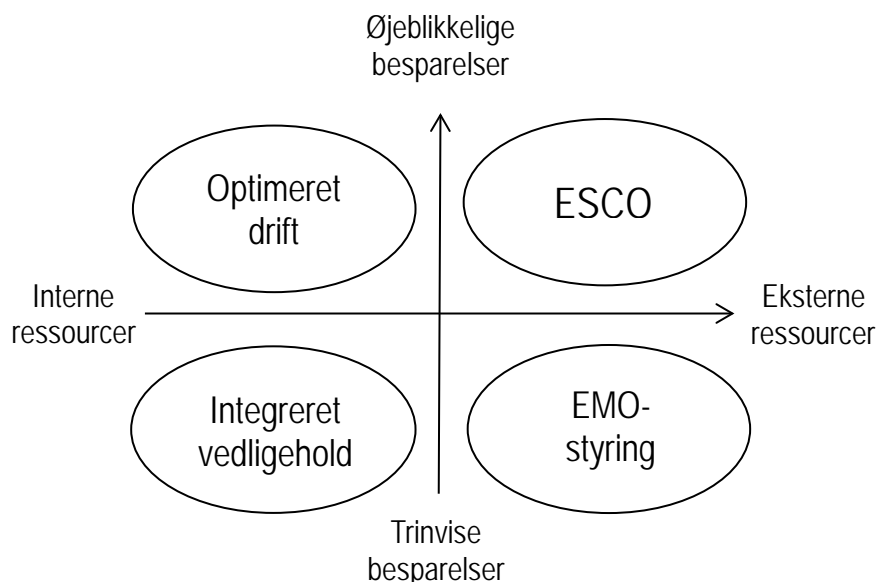 Øjeblikkelige
besparelser
Optimeret
drift
ESCO
Interne
ressourcer
Eksterne
ressourcer
Integreret
vedligehold
EMO-
styring
Trinvise
besparelser